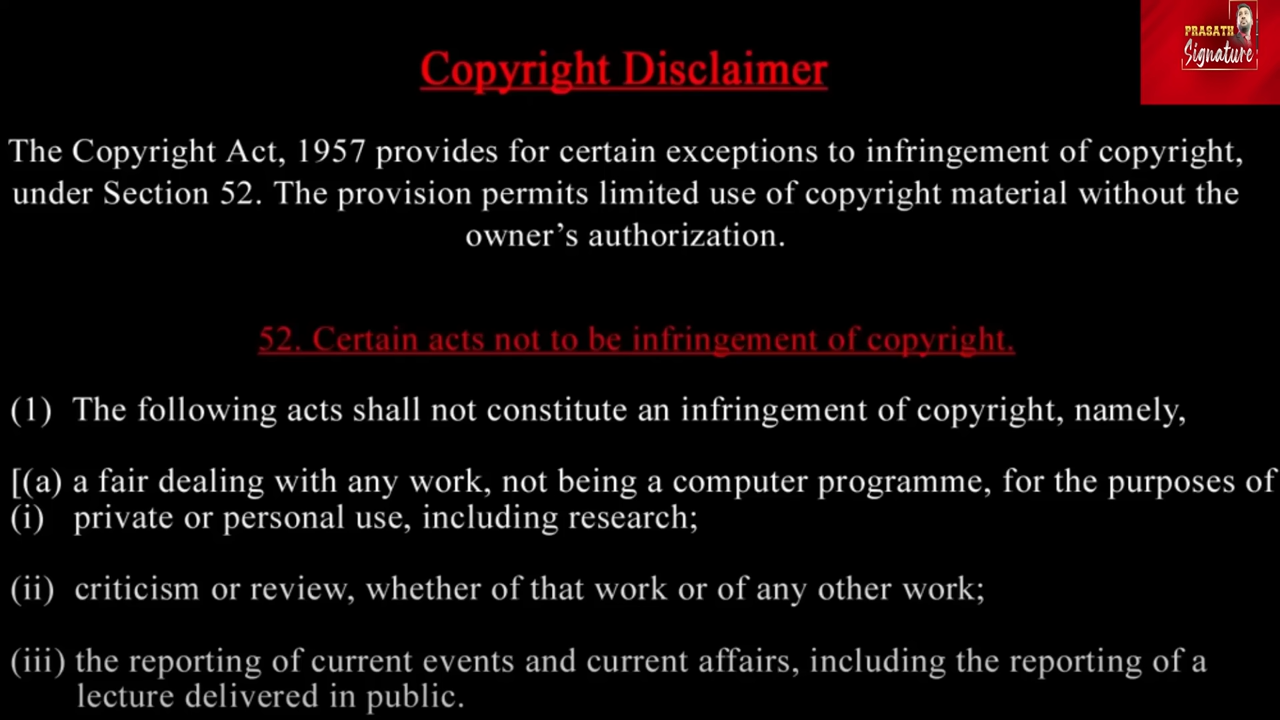 PRASATH
Signature
Copyright Disclaimer
The Copyright Act, 1957 provides for certain exceptions to infringement of copyright,
under Section 52. The provision permits limited use of copyright material without the
owner’s authorization.
52. Certain acts not to be infringement of copyright.
(1) The following acts shall not constitute an infringement of copyright, namely,
[(a) a fair dealing with any work, not being a computer programme, for the purposes of
(i) private or personal use, including research;
(ii) criticism or review, whether of that work or of any other work;
(iii) the reporting of current events and current affairs, including the reporting of a
lecture delivered in public.